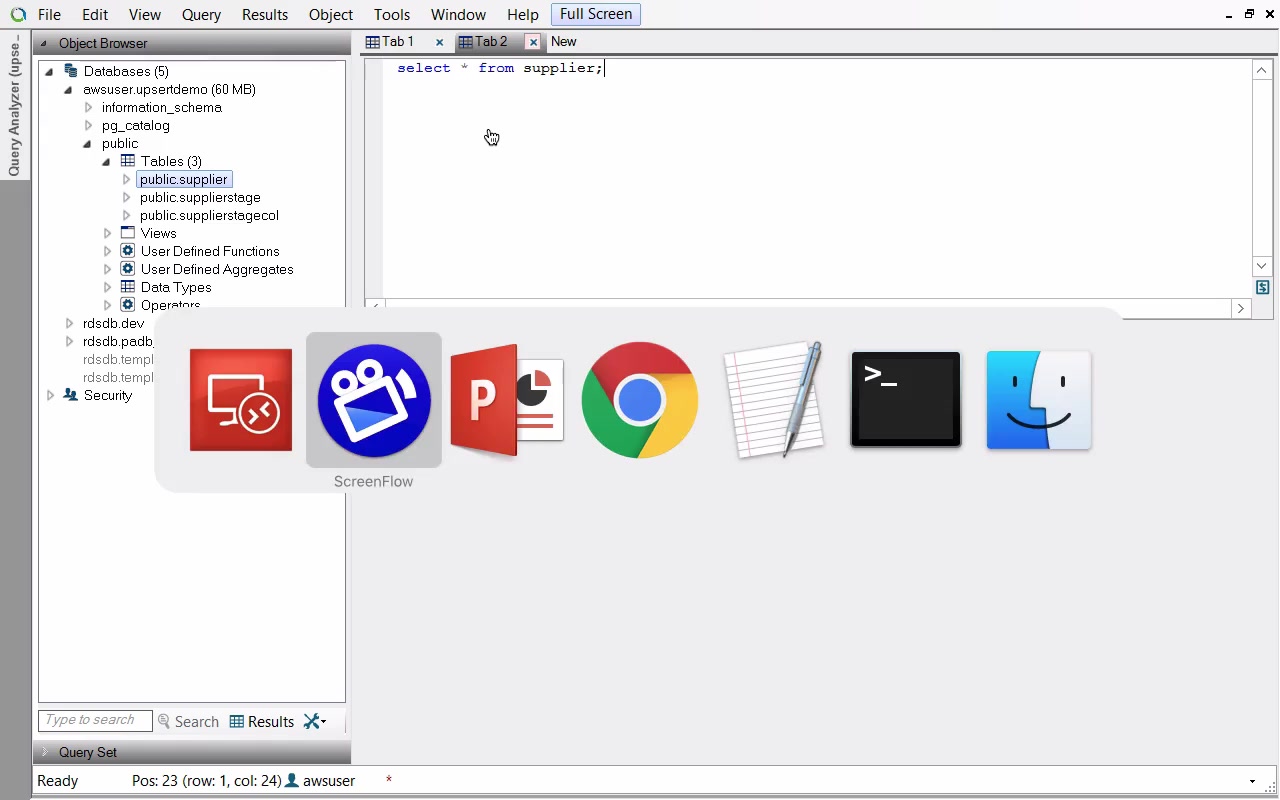 File Edit View Query Results Object Tools Window Help Full Screen
Query Analyzer (upse...
Object Browser
Tab 1 Tab 2 New
select * from supplier;
Databases (5)
awsuser.upsertdemo (60 MB)
information_schema
pg_catalog
public
Tables (3)
public.supplier
public.supplierstage
public.supplierstagecol
Views
User Defined Functions
User Defined Aggregates
Data Types
Operators
rdsdb.dev
rdsdb.padb_
rdsdb.templ
rdsdb.templ
Security
P
>_
ScreenFlow
Type to search Search Results
Query Set
Ready Pos: 23 (row: 1, col: 24) awsuser *